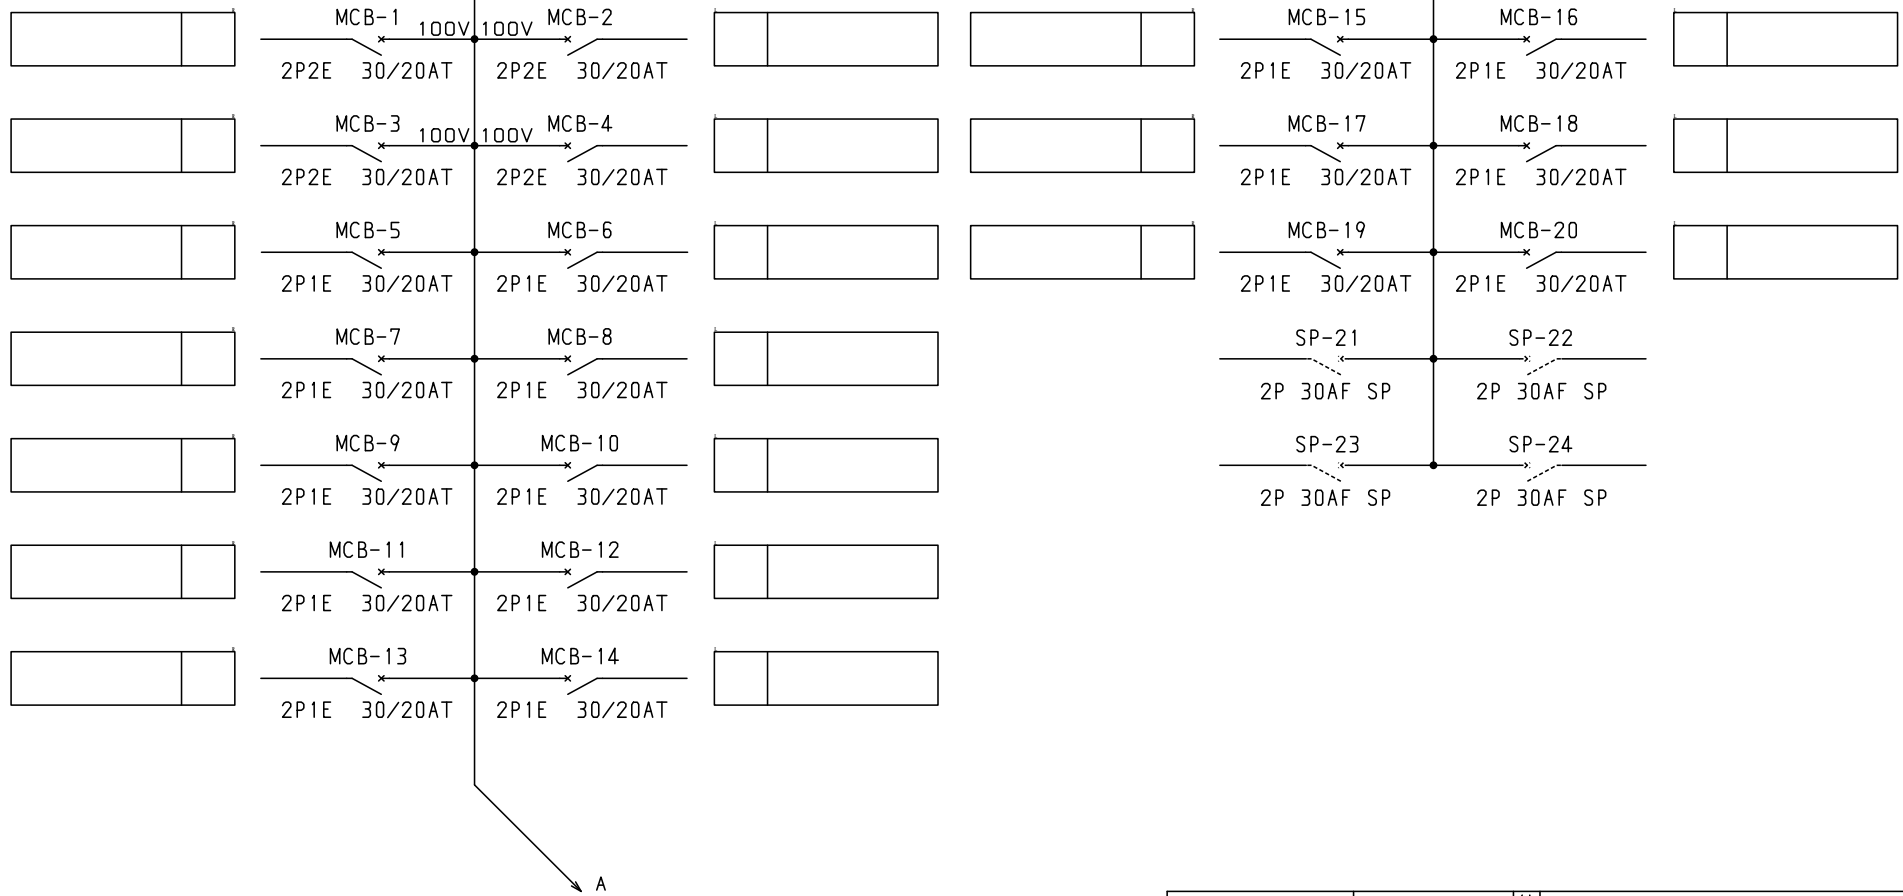 MCB-1 100V 100V MCB-2
2P2E 30/20AT 2P2E 30/20AT
MCB-3 100V 100V MCB-4
2P2E 30/20AT 2P2E 30/20AT
MCB-5 MCB-6
2P1E 30/20AT 2P1E 30/20AT
MCB-7 MCB-8
2P1E 30/20AT 2P1E 30/20AT
MCB-9 MCB-10
2P1E 30/20AT 2P1E 30/20AT
MCB-11 MCB-12
2P1E 30/20AT 2P1E 30/20AT
MCB-13 MCB-14
2P1E 30/20AT 2P1E 30/20AT
A
MCB-15 MCB-16
2P1E 30/20AT 2P1E 30/20AT
MCB-17 MCB-18
2P1E 30/20AT 2P1E 30/20AT
MCB-19 MCB-20
2P1E 30/20AT 2P1E 30/20AT
SP-21 SP-22
2P 30AF SP 2P 30AF SP
SP-23 SP-24
2P 30AF SP 2P 30AF SP